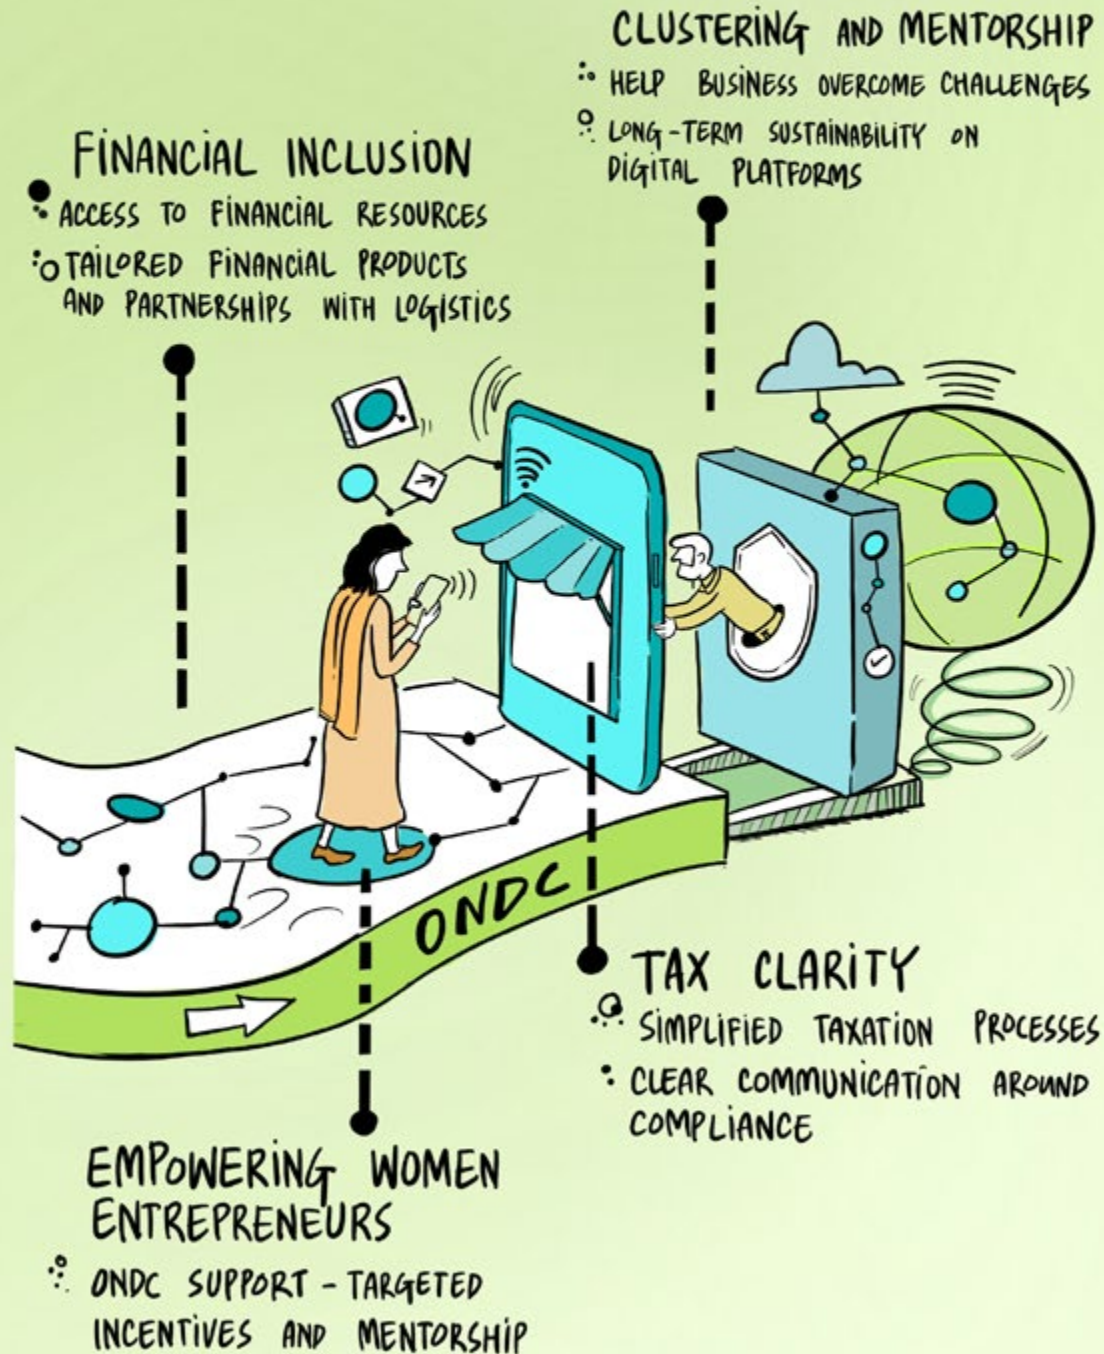 CLUSTERING AND MENTORSHIP
HELP BUSINESS OVERCOME CHALLENGES
LONG-TERM SUSTAINABILITY ON
DIGITAL PLATFORMS
FINANCIAL INCLUSION
ACCESS TO FINANCIAL RESOURCES
TAILORED FINANCIAL PRODUCTS
AND PARTNERSHIPS WITH LOGISTICS
ONDC
TAX CLARITY
SIMPLIFIED TAXATION PROCESSES
CLEAR COMMUNICATION AROUND
COMPLIANCE
EMPOWERING WOMEN
ENTREPRENEURS
ONDC SUPPORT - TARGETED
INCENTIVES AND MENTORSHIP